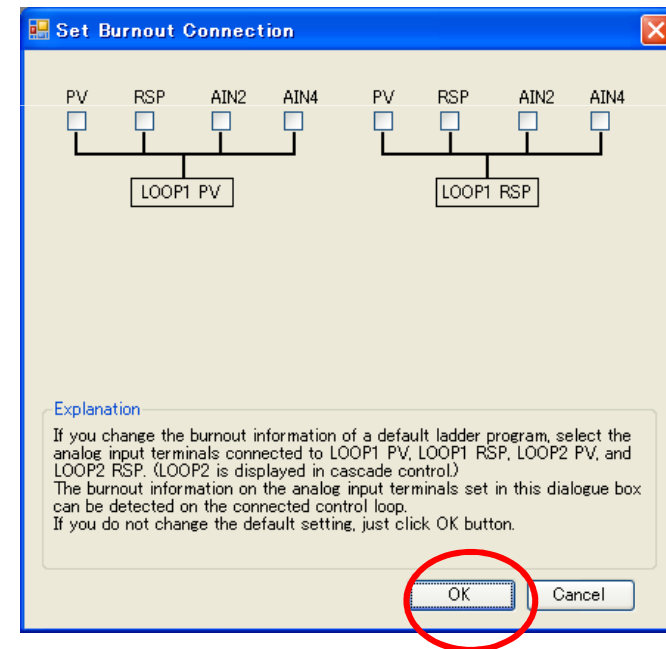 Set Burnout Connection
PV RSP AIN2 AIN4 PV RSP AIN2 AIN4
LOOP1 PV LOOP1 RSP
Explanation
If you change the burnout information of a default ladder program, select the
analog input terminals connected to LOOP1 PV, LOOP1 RSP, LOOP2 PV, and
LOOP2 RSP. (LOOP2 is displayed in cascade control.)
The burnout information on the analog input terminals set in this dialogue box
can be detected on the connected control loop.
If you do not change the default setting, just click OK button.
OK Cancel